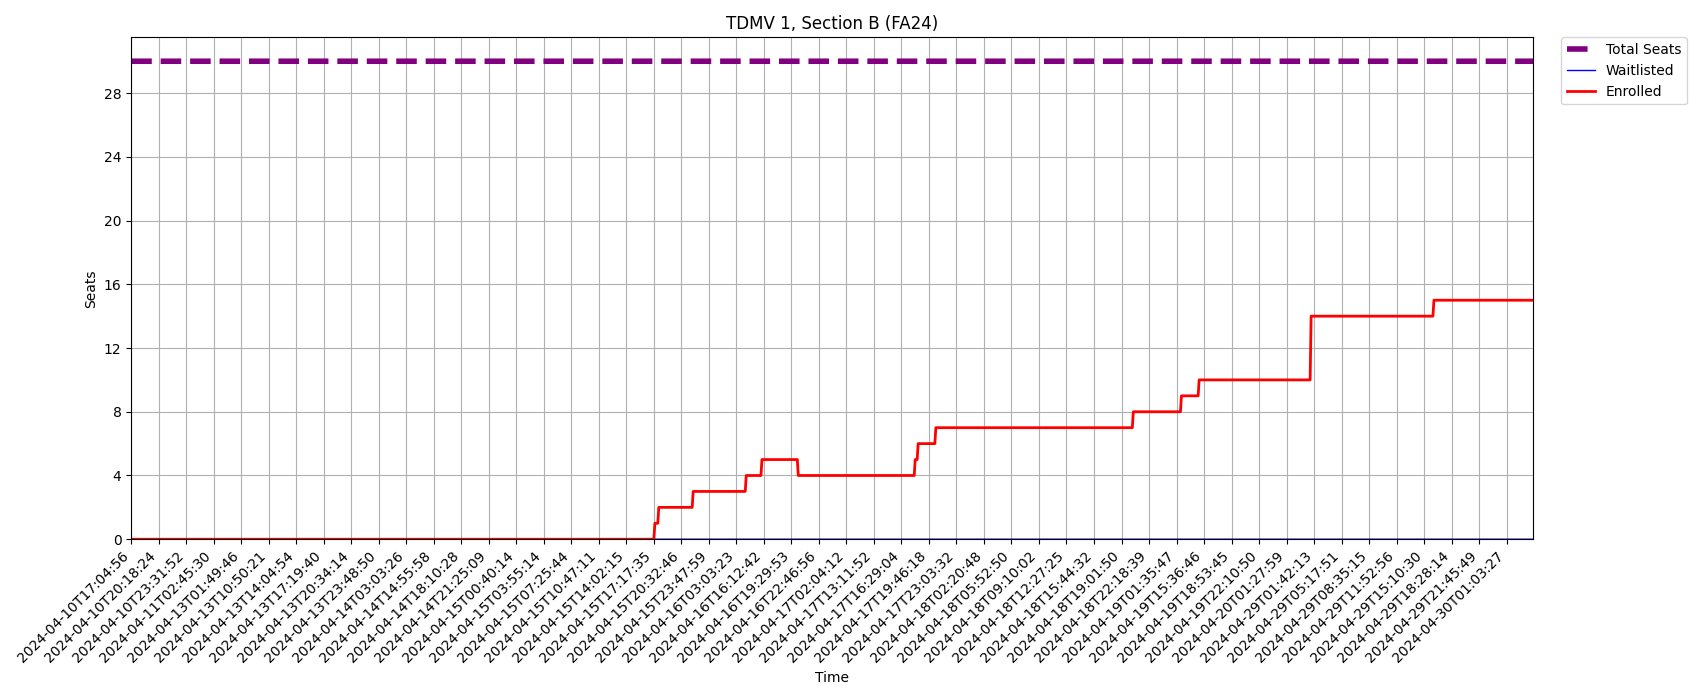 TDMV 1, Section B (FA24)
Total Seats
Waitlisted
Enrolled
Seats
28
24
20
16
12
8
4
0
2024-04-10T17:04:56
2024-04-10T20:18:24
2024-04-10T23:31:52
2024-04-11T02:45:30
2024-04-13T01:49:46
2024-04-13T10:50:21
2024-04-13T14:04:54
2024-04-13T17:19:40
2024-04-13T20:34:14
2024-04-13T23:48:50
2024-04-14T03:03:26
2024-04-14T14:55:58
2024-04-14T18:10:28
2024-04-14T21:25:09
2024-04-15T00:40:14
2024-04-15T03:55:14
2024-04-15T07:25:44
2024-04-15T10:47:11
2024-04-15T14:02:15
2024-04-15T17:17:35
2024-04-15T20:32:46
2024-04-15T23:47:59
2024-04-16T03:03:23
2024-04-16T16:12:42
2024-04-16T19:29:53
2024-04-16T22:46:56
2024-04-17T02:04:12
2024-04-17T13:11:52
2024-04-17T16:29:04
2024-04-17T19:46:18
2024-04-17T23:03:32
2024-04-18T02:20:48
2024-04-18T05:52:50
2024-04-18T09:10:02
2024-04-18T12:27:25
2024-04-18T15:44:32
2024-04-18T19:01:50
2024-04-18T22:18:39
2024-04-19T01:35:47
2024-04-19T15:36:46
2024-04-19T18:53:45
2024-04-19T22:10:50
2024-04-20T01:27:59
2024-04-29T01:42:13
2024-04-29T05:17:51
2024-04-29T08:35:15
2024-04-29T11:52:56
2024-04-29T15:10:30
2024-04-29T18:28:14
2024-04-29T21:45:49
2024-04-30T01:03:27
Time